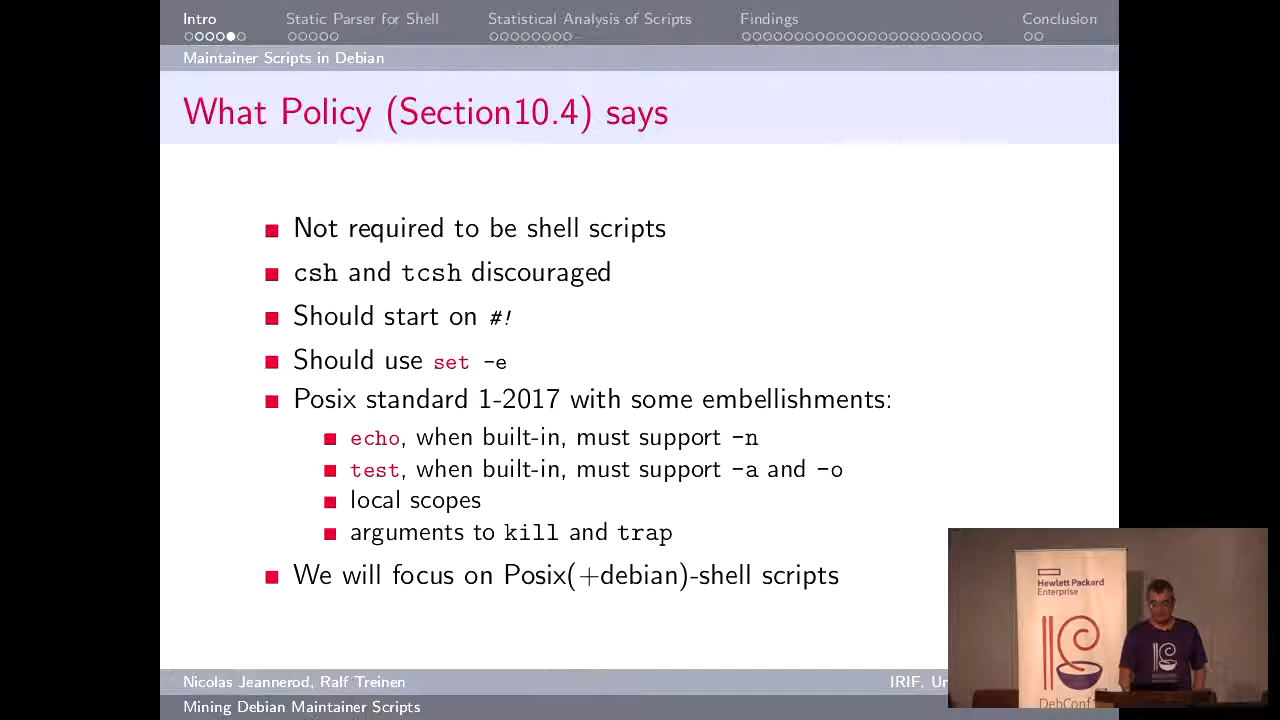 Intro Static Parser for Shell Statistical Analysis of Scripts Findings Conclusion
Maintainer Scripts in Debian
What Policy (Section10.4) says
Not required to be shell scripts
csh and tcsh discouraged
Should start on #!
Should use set -e
Posix standard 1-2017 with some embellishments:
echo, when built-in, must support -n
test, when built-in, must support -a and -o
local scopes
arguments to kill and trap
We will focus on Posix(+debian)-shell scripts
Hewlett Packard
Enterprise
Nicolas Jeannerod, Ralf Treinen IRIF,
Mining Debian Maintainer Scripts